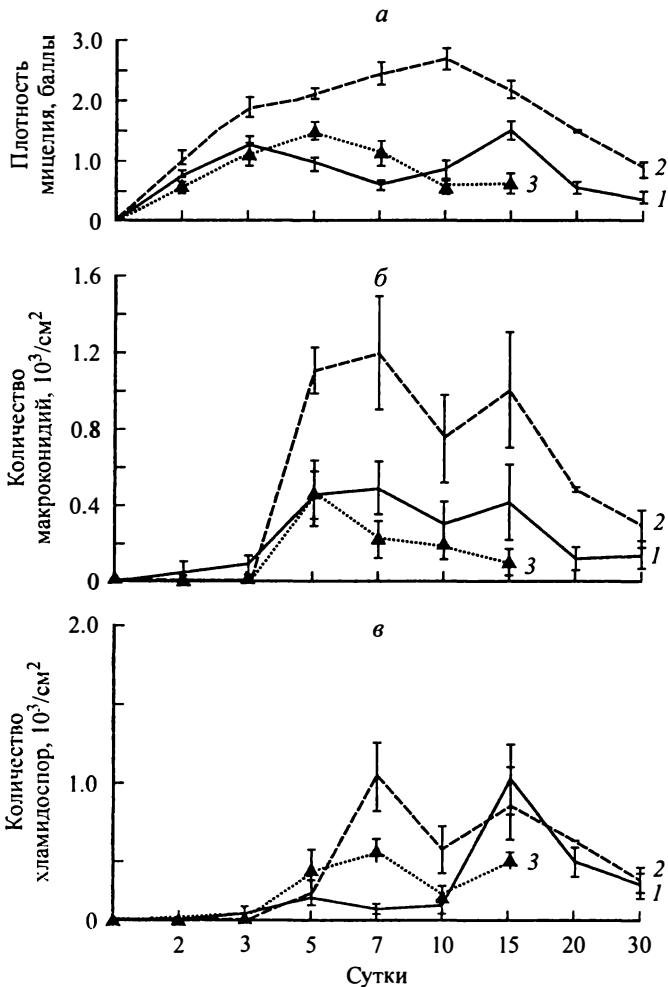 а
Плотность
мицелия, баллы
3.0
2.0
1.0
0
2
1
3
б
Количество
макроконидий, 10³/см²
1.6
1.2
0.8
0.4
0
2
1
3
в
Количество
хламидоспор, 10³/см²
2.0
1.0
0
3
2
1
2 3 5 7 10 15 20 30
Сутки